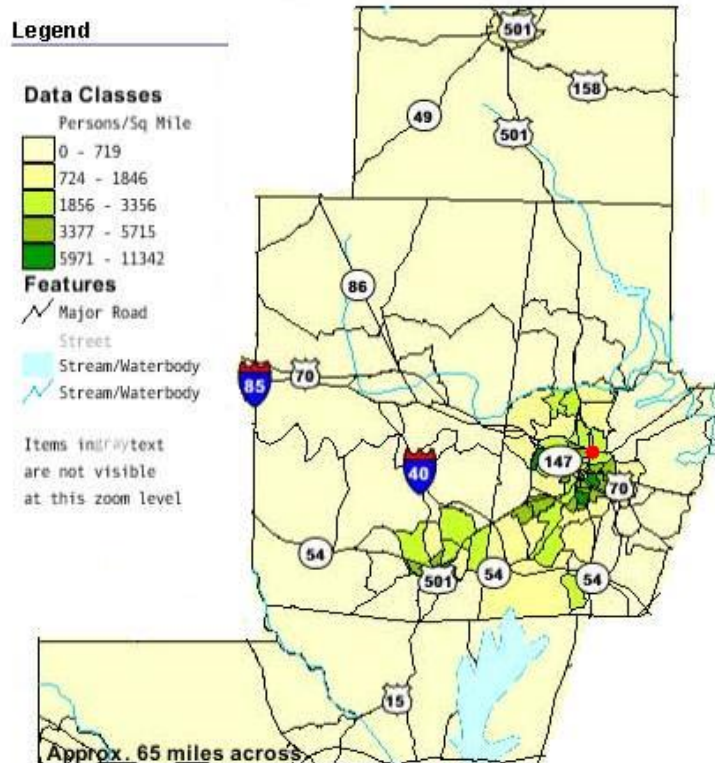 Legend
Data Classes
Persons/Sq Mile
0 - 719
724 - 1846
1856 - 3356
3377 - 5715
5971 - 11342
Features
Major Road
Street
Stream/Waterbody
Stream/Waterbody
Items in gray text
are not visible
at this zoom level
501
158
49
501
86
70
85
147
40
70
54
501
54
54
15
Approx. 65 miles across